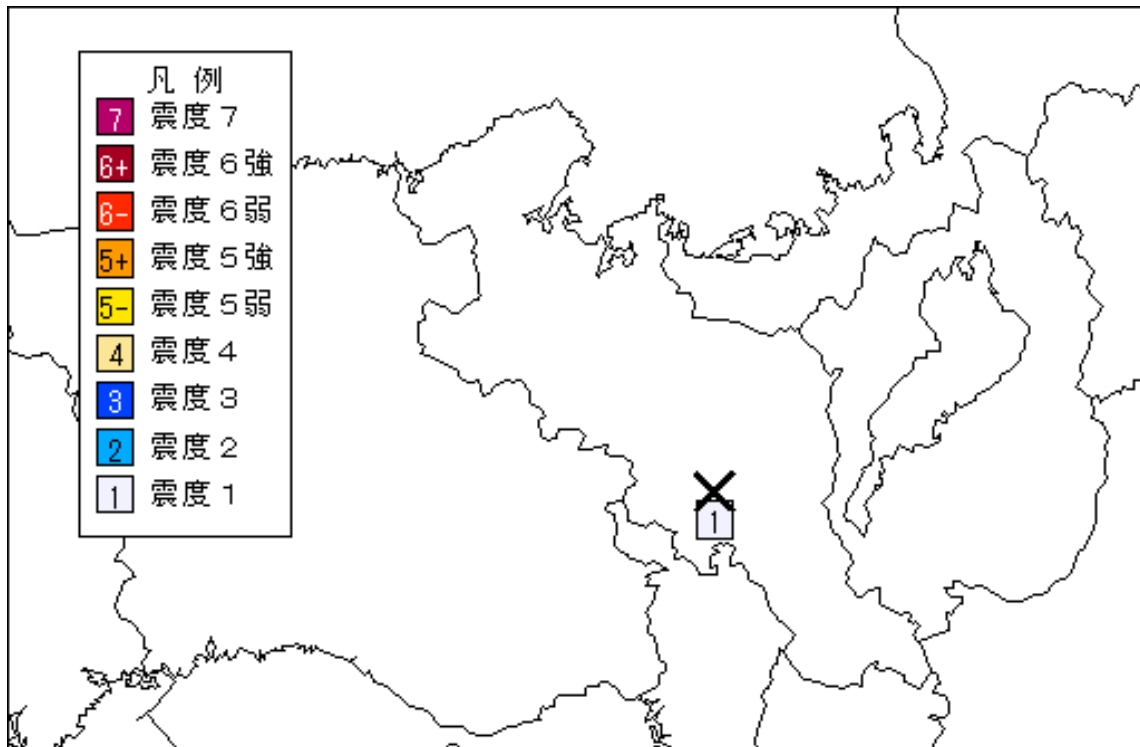 凡 例
7 震度７
6+ 震度６強
6- 震度６弱
5+ 震度５強
5- 震度５弱
4 震度４
3 震度３
2 震度２
1 震度１
1